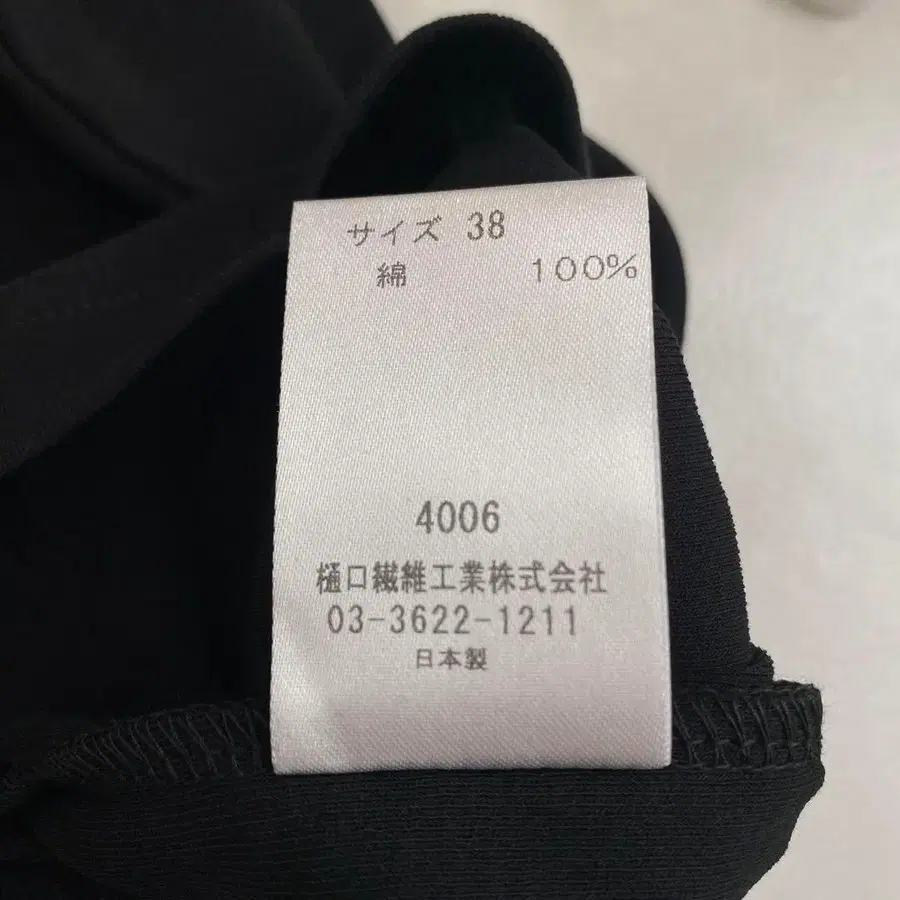 サイズ 38
綿 100%
4006
樋口繊維工業株式会社
03-3622-1211
日本製